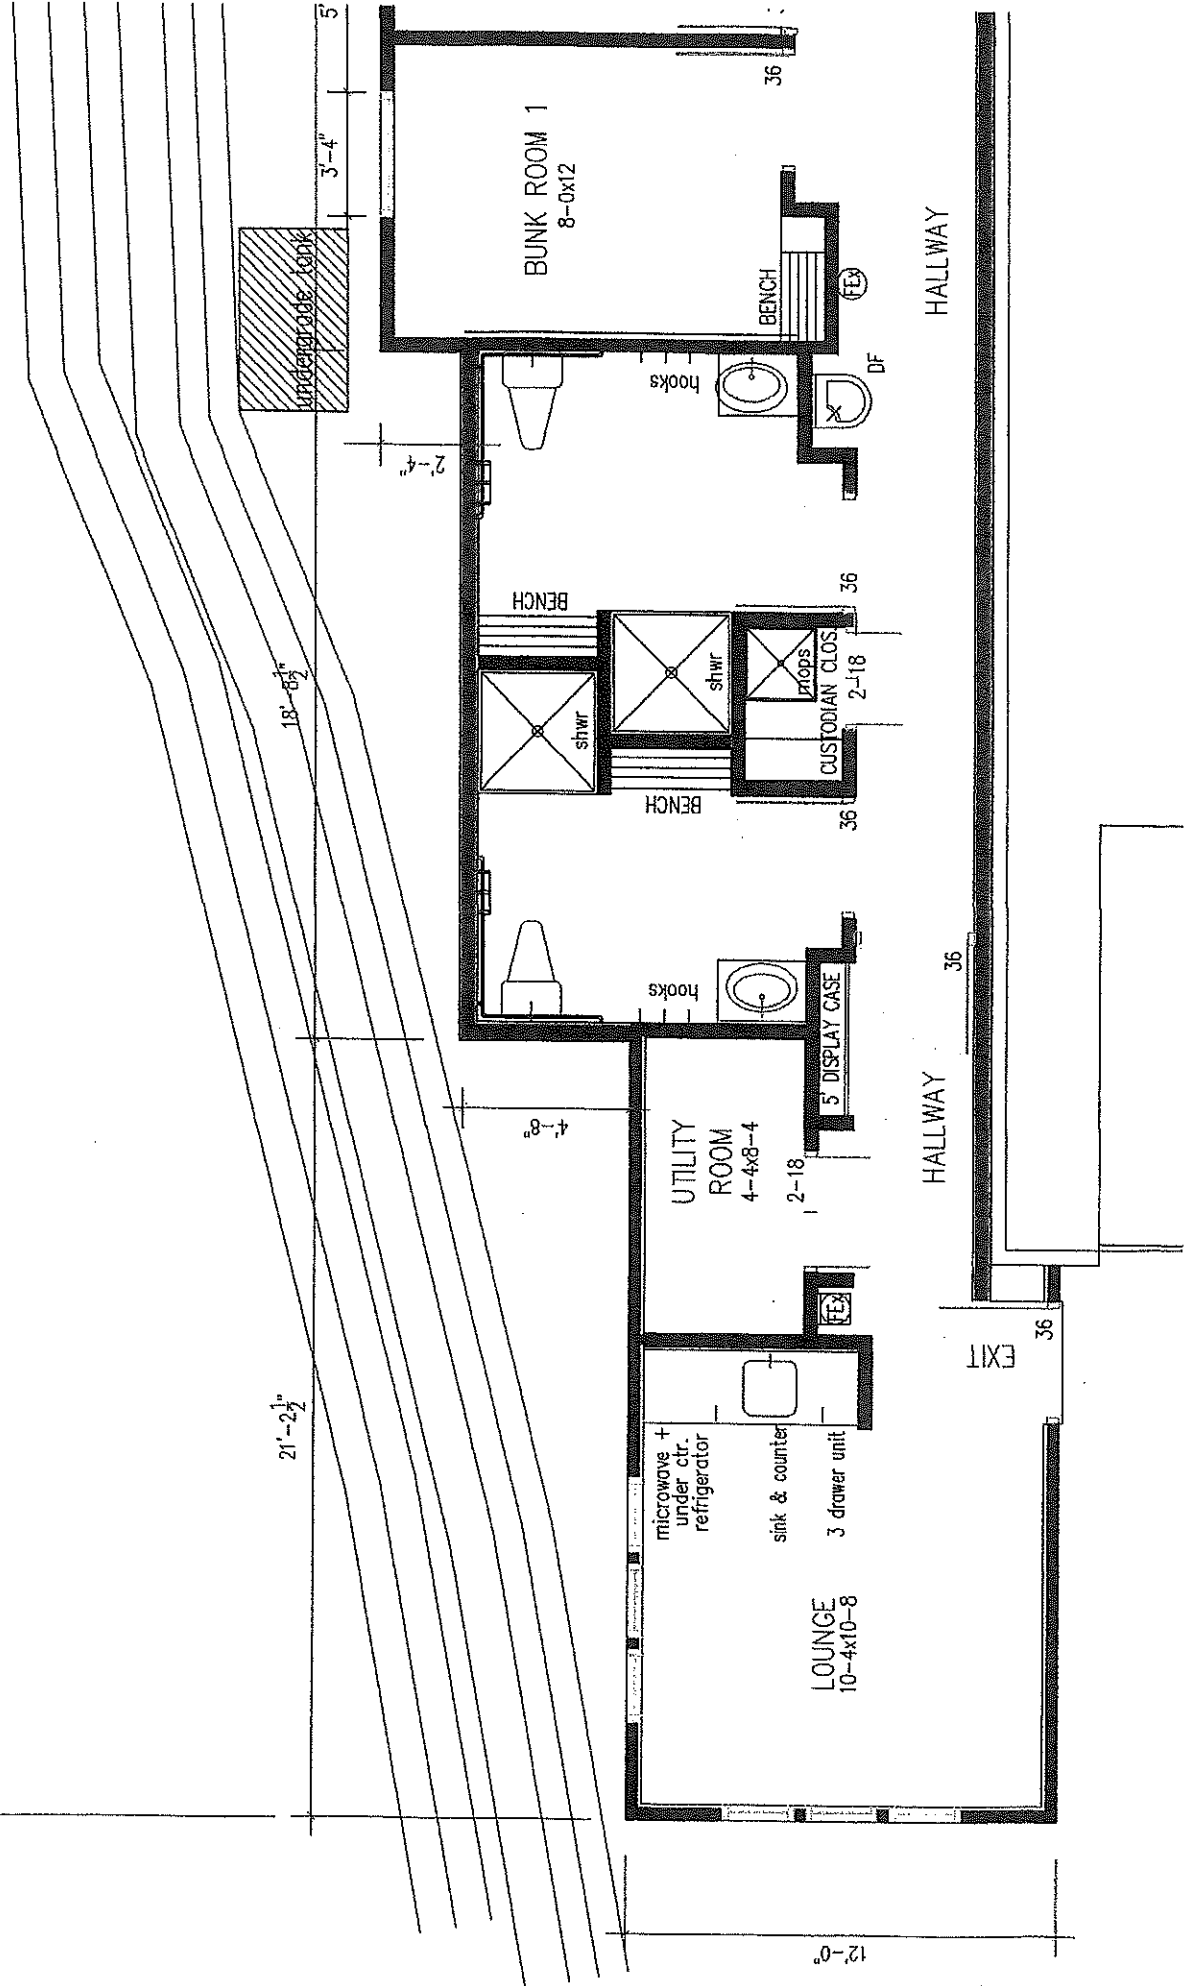 5'
3'-4"
undergrade tank
36
BUNK ROOM 1
8-0x12
BENCH
FEx
HALLWAY
hooks
DF
2'-4"
BENCH
36
shwr
mops
CUSTODIAN CLOS.
2-18
18'-8½"
shwr
BENCH
36
hooks
5' DISPLAY CASE
36
HALLWAY
4'-8"
UTILITY
ROOM
4-4x8-4
2-18
FEx
EXIT
36
21'-2½"
microwave +
under ctr.
refrigerator
sink & counter
3 drawer unit
LOUNGE
10-4x10-8
12'-0"